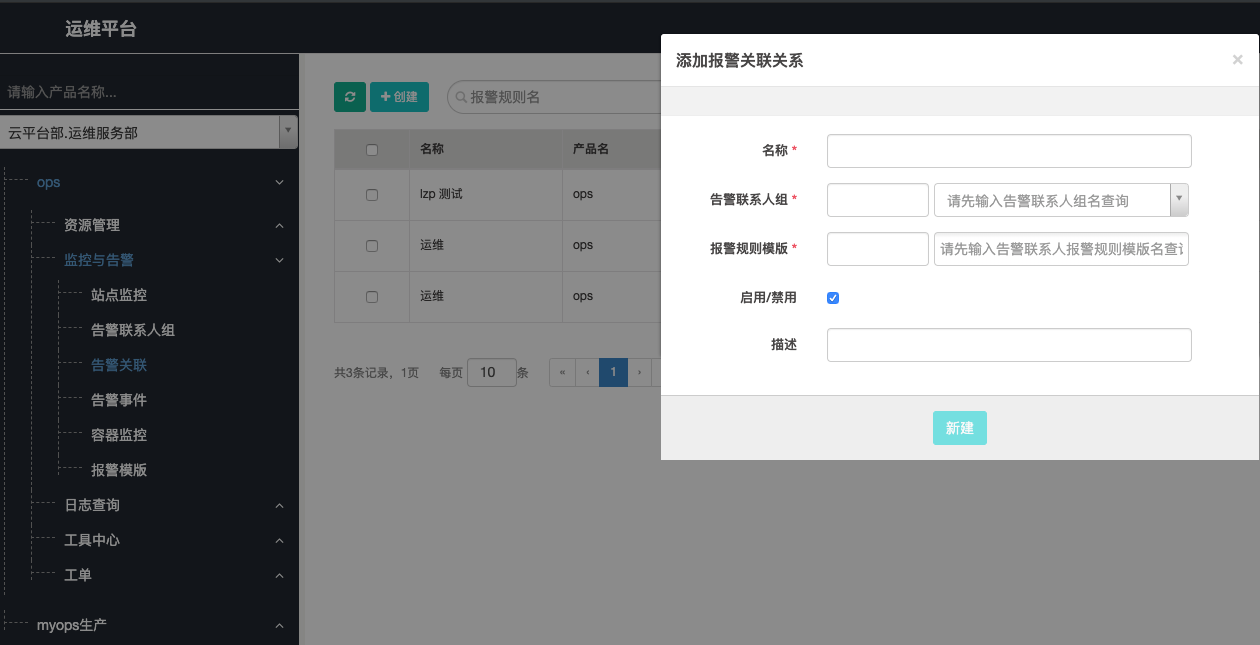 运维平台
请输入产品名称...
云平台部.运维服务部
ops
资源管理
监控与告警
站点监控
告警联系人组
告警关联
告警事件
容器监控
报警模版
日志查询
工具中心
工单
myops生产
创建
报警规则名
名称 产品名
lzp 测试 ops
运维 ops
运维 ops
共3条记录，1页 每页 10 条 « ‹ 1 ›
添加报警关联关系 ×
名称 *
告警联系人组 * 请先输入告警联系人组名查询
报警规则模版 * 请先输入告警联系人报警规则模版名查
启用/禁用
描述
新建